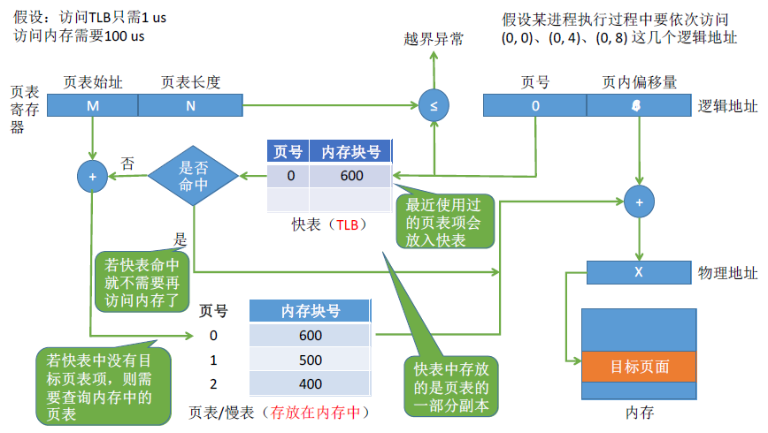 假设：访问TLB只需1 us
访问内存需要100 us
假设某进程执行过程中要依次访问
(0, 0)、(0, 4)、(0, 8) 这几个逻辑地址
越界异常
页表始址 页表长度
页表
寄存
器
M N
≤
页号 页内偏移量
0
逻辑地址
+
否
是否
命中
页号 内存块号
0 600
快表（TLB）
最近使用过
的页表项会
放入快表
+
是
若快表命中
就不需要再
访问内存了
X 物理地址
页号 内存块号
0 600
1 500
2 400
页表/慢表（存放在内存中）
若快表中没有目
标页表项，则需
要查询内存中的
页表
快表中存放
的是页表的
一部分副本
目标页面
内存